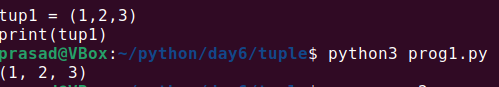 tup1 = (1,2,3)
print(tup1)
prasad@VBox:~/python/day6/tuple$ python3 prog1.py
(1, 2, 3)